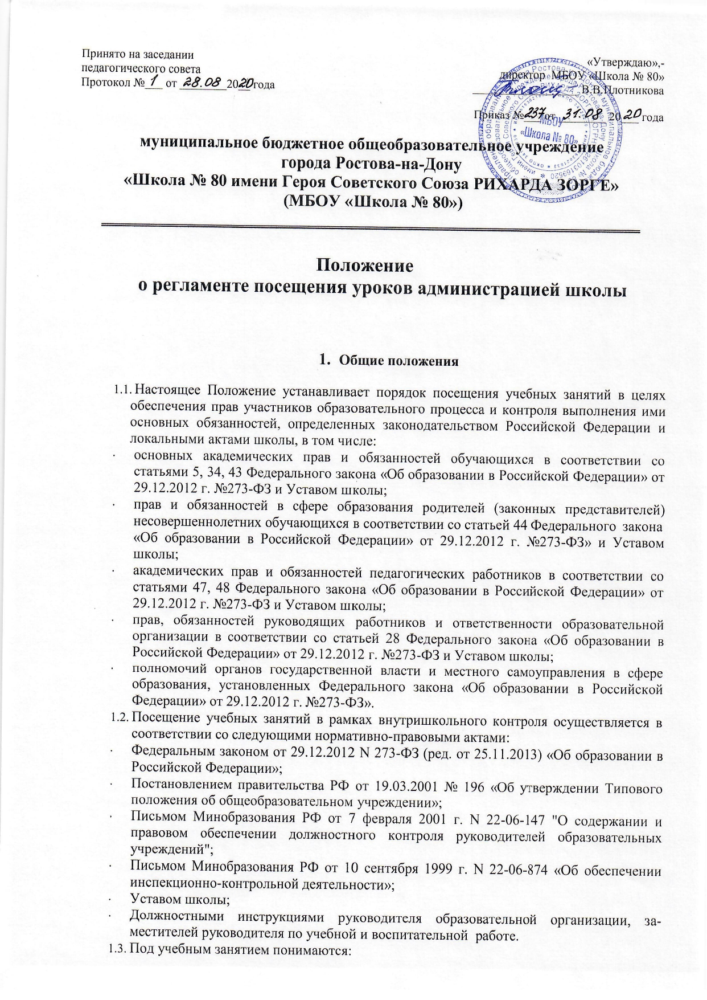 Принято на заседании
педагогического совета
Протокол № 1 от 28.08 2020года
«Утверждаю»,-
директор МБОУ «Школа № 80»
В.В.Плотникова
Приказ № 237 от 31.08 2020 года
МБОУ
«Школа № 80»
муниципальное бюджетное общеобразовательное учреждение
города Ростова-на-Дону
«Школа № 80 имени Героя Советского Союза РИХАРДА ЗОРГЕ»
(МБОУ «Школа № 80»)
Положение
о регламенте посещения уроков администрацией школы
1. Общие положения
1.1. Настоящее Положение устанавливает порядок посещения учебных занятий в целях
обеспечения прав участников образовательного процесса и контроля выполнения ими
основных обязанностей, определенных законодательством Российской Федерации и
локальными актами школы, в том числе:
· основных академических прав и обязанностей обучающихся в соответствии со
статьями 5, 34, 43 Федерального закона «Об образовании в Российской Федерации» от
29.12.2012 г. №273-ФЗ и Уставом школы;
· прав и обязанностей в сфере образования родителей (законных представителей)
несовершеннолетних обучающихся в соответствии со статьей 44 Федерального закона
«Об образовании в Российской Федерации» от 29.12.2012 г. №273-ФЗ» и Уставом
школы;
· академических прав и обязанностей педагогических работников в соответствии со
статьями 47, 48 Федерального закона «Об образовании в Российской Федерации» от
29.12.2012 г. №273-ФЗ и Уставом школы;
· прав, обязанностей руководящих работников и ответственности образовательной
организации в соответствии со статьей 28 Федерального закона «Об образовании в
Российской Федерации» от 29.12.2012 г. №273-ФЗ и Уставом школы;
· полномочий органов государственной власти и местного самоуправления в сфере
образования, установленных Федерального закона «Об образовании в Российской
Федерации» от 29.12.2012 г. №273-ФЗ».
1.2. Посещение учебных занятий в рамках внутришкольного контроля осуществляется в
соответствии со следующими нормативно-правовыми актами:
· Федеральным законом от 29.12.2012 N 273-ФЗ (ред. от 25.11.2013) «Об образовании в
Российской Федерации»;
· Постановлением правительства РФ от 19.03.2001 № 196 «Об утверждении Типового
положения об общеобразовательном учреждении»;
· Письмом Минобразования РФ от 7 февраля 2001 г. N 22-06-147 "О содержании и
правовом обеспечении должностного контроля руководителей образовательных
учреждений";
· Письмом Минобразования РФ от 10 сентября 1999 г. N 22-06-874 «Об обеспечении
инспекционно-контрольной деятельности»;
· Уставом школы;
· Должностными инструкциями руководителя образовательной организации, за-
местителей руководителя по учебной и воспитательной работе.
1.3. Под учебным занятием понимаются: